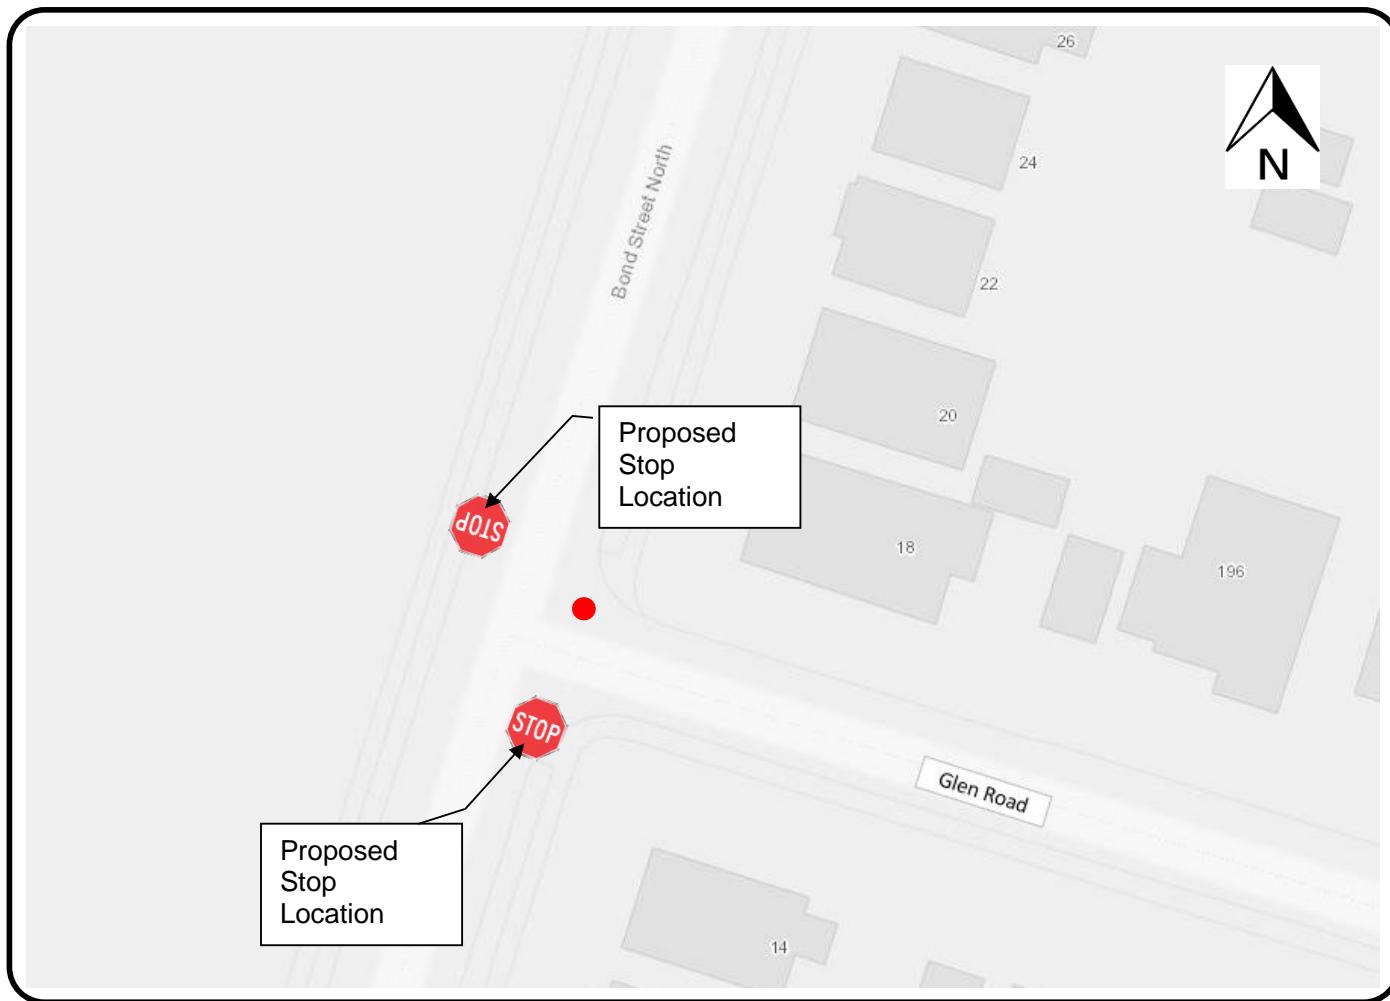 26
N
24
Bond Street North
22
20
Proposed
Stop
Location
STOP
18
196
STOP
Glen Road
Proposed
Stop
Location
14